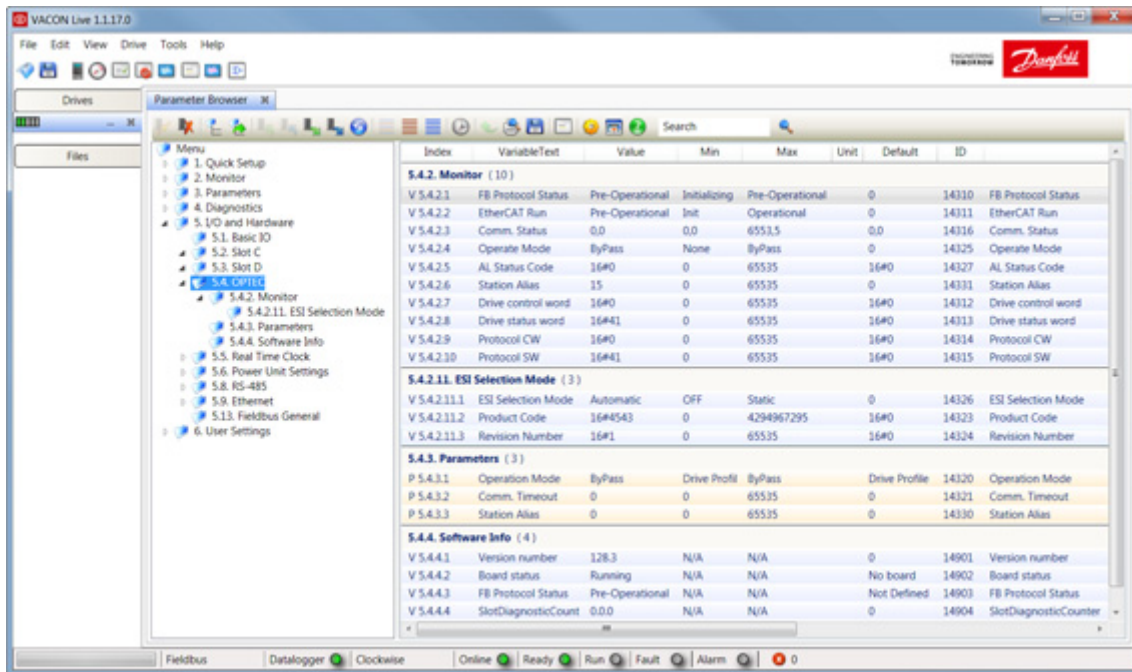 VACON Live 1.1.17.0
File Edit View Drive Tools Help
ENGINEERING
TOMORROW
Danfoss
Drives
Parameter Browser
Files
Search
Menu
1. Quick Setup
2. Monitor
3. Parameters
4. Diagnostics
5. I/O and Hardware
5.1. Basic IO
5.2. Slot C
5.3. Slot D
5.4. OPTEC
5.4.2. Monitor
5.4.2.11. ESI Selection Mode
5.4.3. Parameters
5.4.4. Software Info
5.5. Real Time Clock
5.6. Power Unit Settings
5.8. RS-485
5.9. Ethernet
5.13. Fieldbus General
6. User Settings
Index VariableText Value Min Max Unit Default ID
5.4.2. Monitor (10)
V 5.4.2.1 FB Protocol Status Pre-Operational Initializing Pre-Operational 0 14310 FB Protocol Status
V 5.4.2.2 EtherCAT Run Pre-Operational Init Operational 0 14311 EtherCAT Run
V 5.4.2.3 Comm. Status 0,0 0,0 6553,5 0,0 14316 Comm. Status
V 5.4.2.4 Operate Mode ByPass None ByPass 0 14325 Operate Mode
V 5.4.2.5 AL Status Code 16#0 0 65535 16#0 14327 AL Status Code
V 5.4.2.6 Station Alias 15 0 65535 0 14331 Station Alias
V 5.4.2.7 Drive control word 16#0 0 65535 16#0 14312 Drive control word
V 5.4.2.8 Drive status word 16#41 0 65535 16#0 14313 Drive status word
V 5.4.2.9 Protocol CW 16#0 0 65535 16#0 14314 Protocol CW
V 5.4.2.10 Protocol SW 16#41 0 65535 16#0 14315 Protocol SW
5.4.2.11. ESI Selection Mode (3)
V 5.4.2.11.1 ESI Selection Mode Automatic OFF Static 0 14326 ESI Selection Mode
V 5.4.2.11.2 Product Code 16#4543 0 4294967295 16#0 14323 Product Code
V 5.4.2.11.3 Revision Number 16#1 0 65535 16#0 14324 Revision Number
5.4.3. Parameters (3)
P 5.4.3.1 Operation Mode ByPass Drive Profil ByPass Drive Profile 14320 Operation Mode
P 5.4.3.2 Comm. Timeout 0 0 65535 0 14321 Comm. Timeout
P 5.4.3.3 Station Alias 0 0 65535 0 14330 Station Alias
5.4.4. Software Info (4)
V 5.4.4.1 Version number 128.3 N/A N/A 0 14901 Version number
V 5.4.4.2 Board status Running N/A N/A No board 14902 Board status
V 5.4.4.3 FB Protocol Status Pre-Operational N/A N/A Not Defined 14903 FB Protocol Status
V 5.4.4.4 SlotDiagnosticCount 0.0.0 N/A N/A 0 14904 SlotDiagnosticCounter
Fieldbus Datalogger Clockwise Online Ready Run Fault Alarm 0